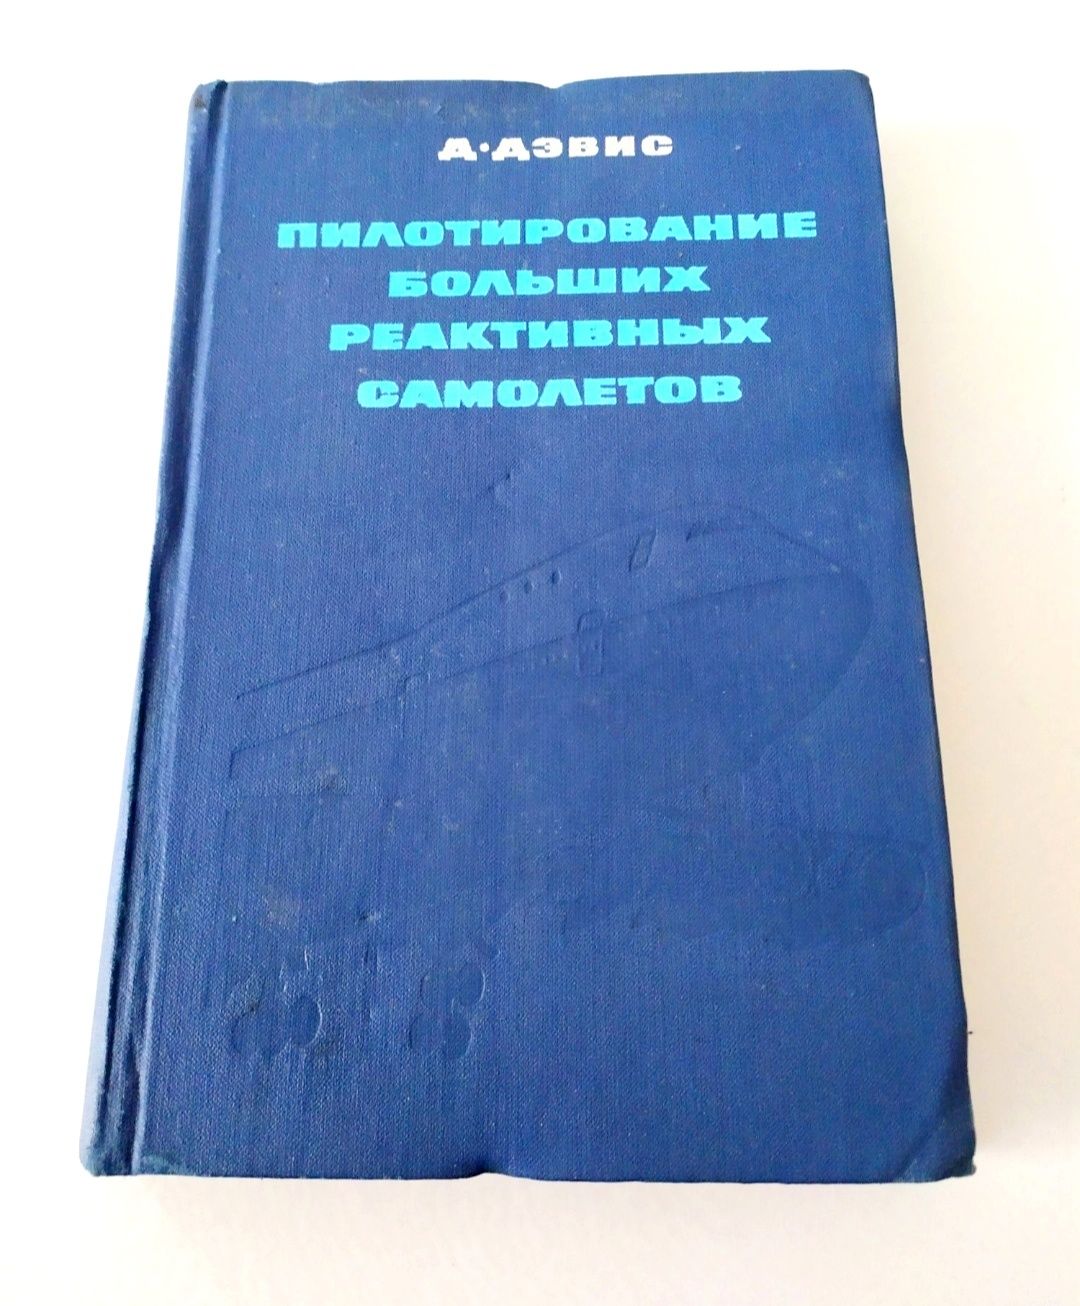 Д·ДЭВИС
ПИЛОТИРОВАНИЕ
БОЛЬШИХ
РЕАКТИВНЫХ
САМОЛЕТОВ